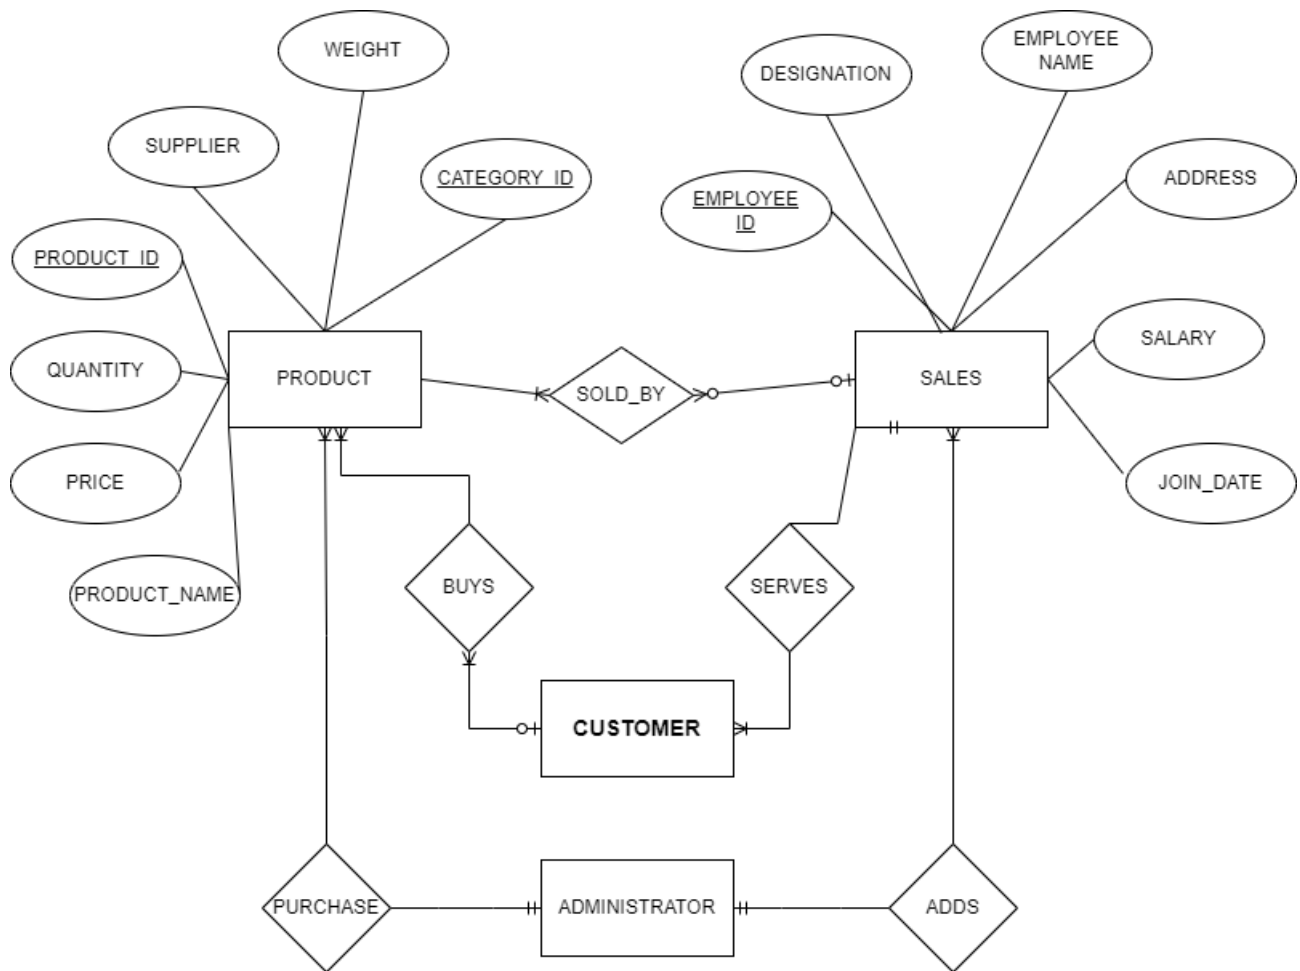 WEIGHT
EMPLOYEE
NAME
DESIGNATION
SUPPLIER
CATEGORY_ID
ADDRESS
EMPLOYEE
ID
PRODUCT_ID
QUANTITY
PRODUCT
SOLD_BY
SALES
SALARY
PRICE
JOIN_DATE
PRODUCT_NAME
BUYS
SERVES
CUSTOMER
PURCHASE
ADMINISTRATOR
ADDS